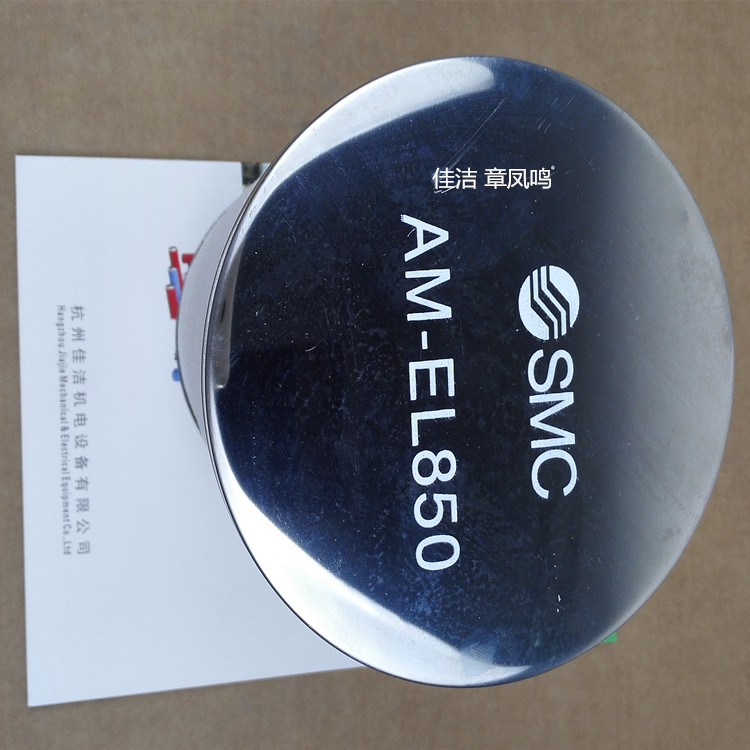 佳洁 章凤鸣
SMC
AM-EL850
杭州佳洁机电设备有限公司
Hangzhou Jiajie Mechanical & Electrical Equipment Co.,Ltd